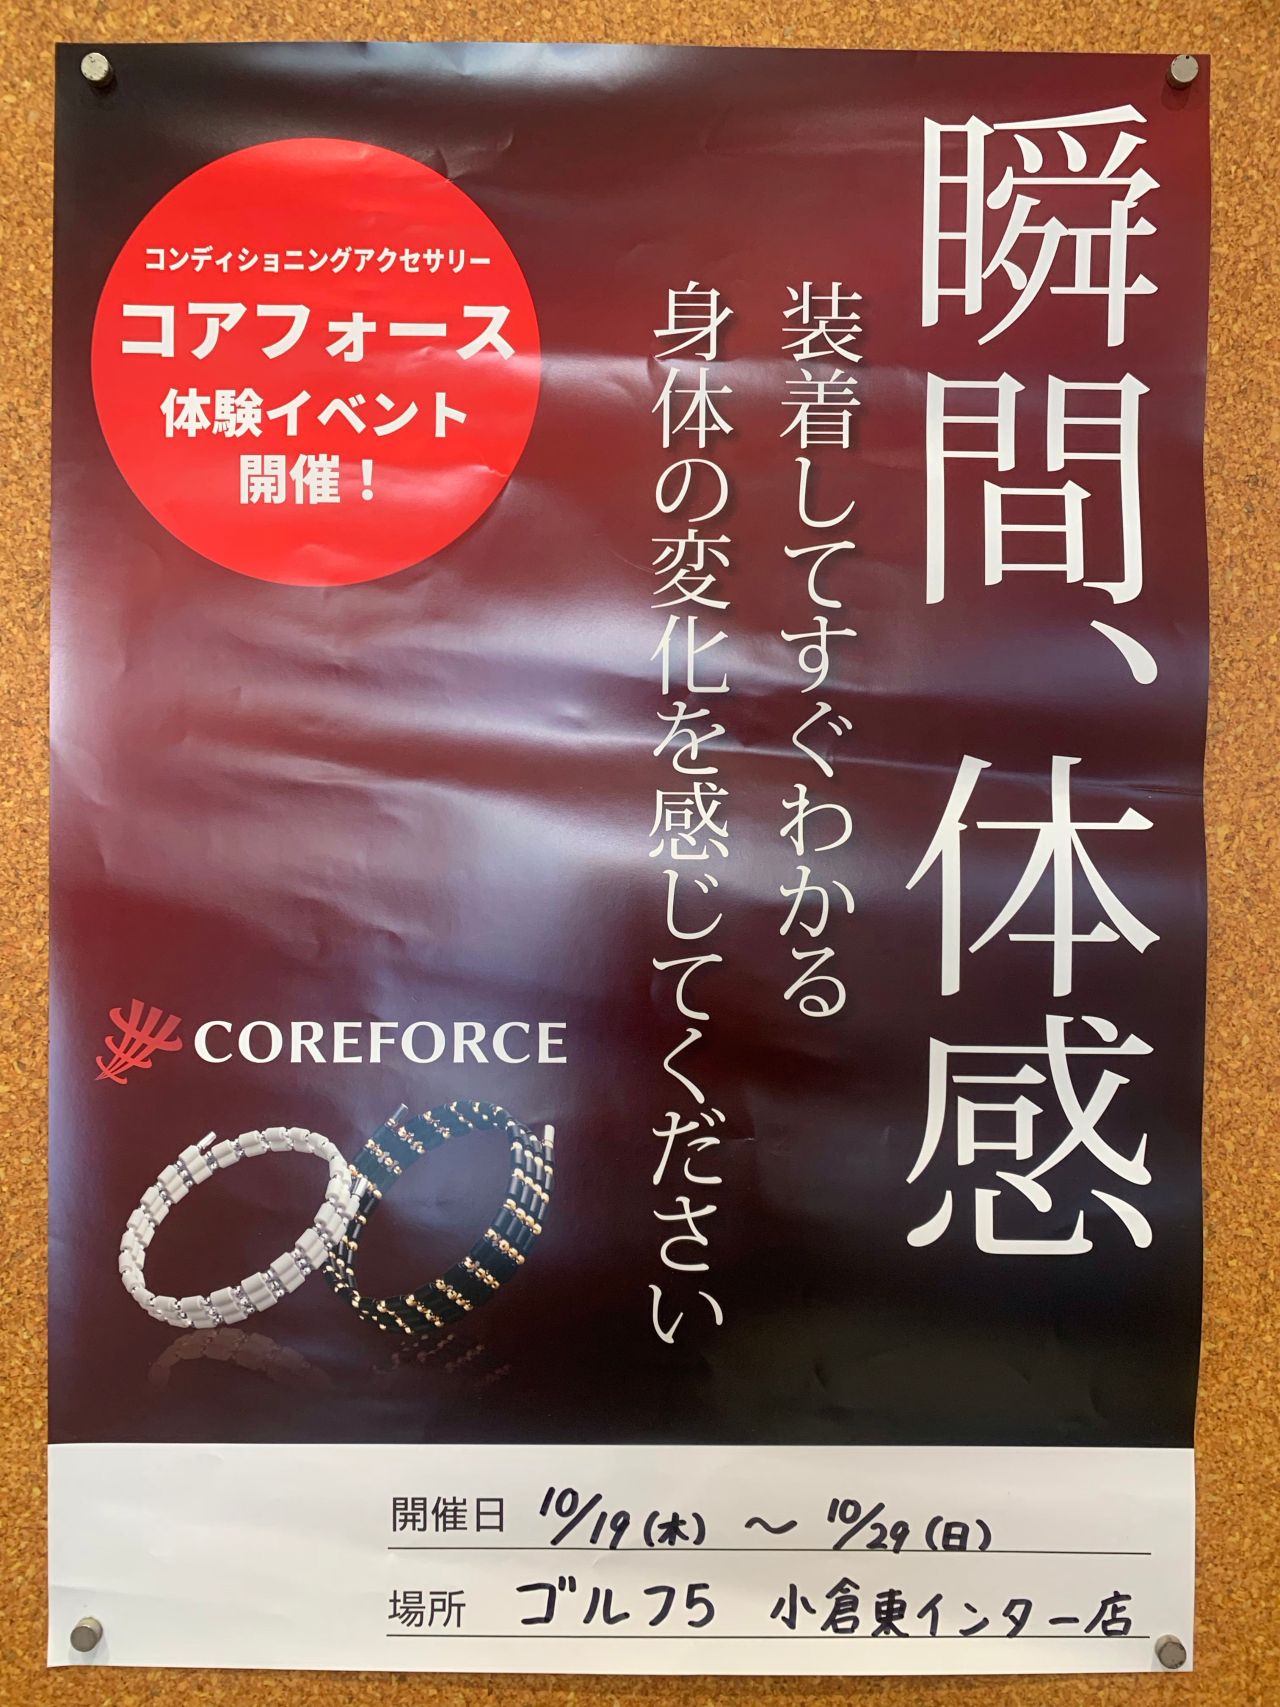 瞬間、体感
装着してすぐわかる
身体の変化を感じてください
コンディショニングアクセサリー
コアフォース
体験イベント
開催！
COREFORCE
開催日 10/19(木) ～ 10/29(日)
場所 ゴルフ5 小倉東インター店